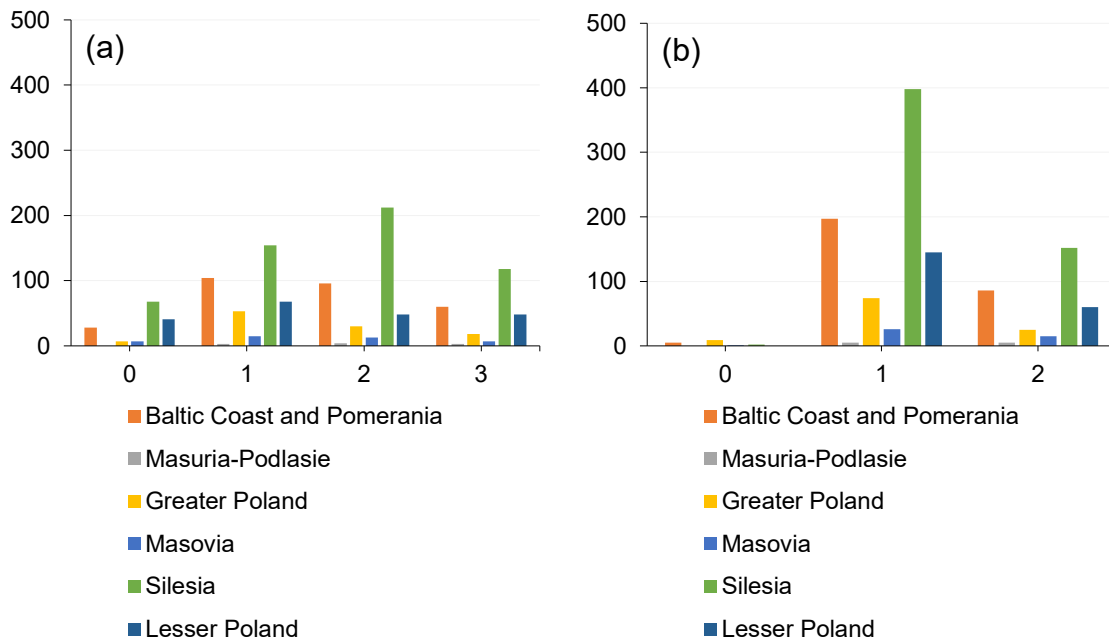 (a)
500
400
300
200
100
0
0 1 2 3
Baltic Coast and Pomerania
Masuria-Podlasie
Greater Poland
Masovia
Silesia
Lesser Poland
(b)
500
400
300
200
100
0
0 1 2
Baltic Coast and Pomerania
Masuria-Podlasie
Greater Poland
Masovia
Silesia
Lesser Poland